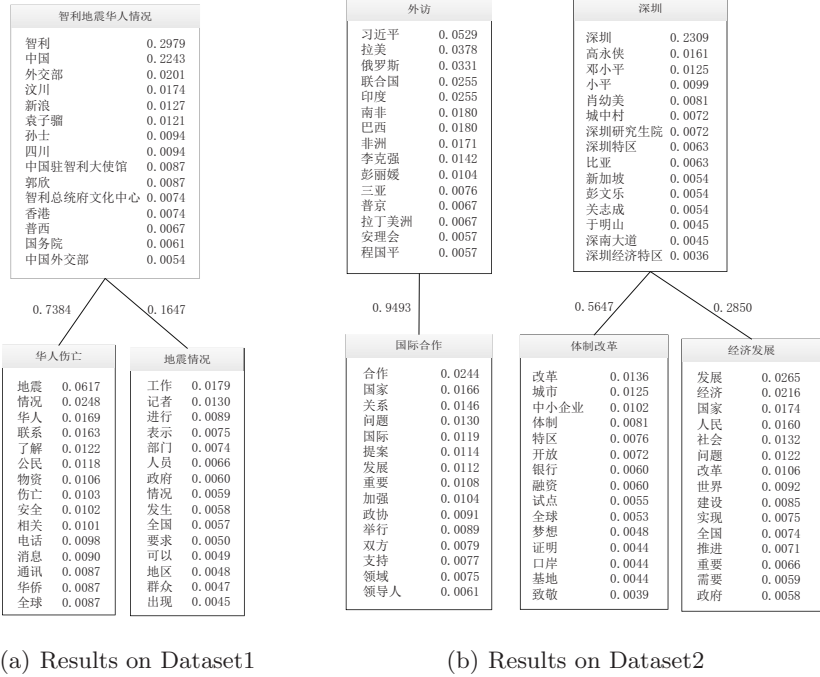 智利地震华人情况
智利 0.2979
中国 0.2243
外交部 0.0201
汶川 0.0174
新浪 0.0127
袁子骝 0.0121
孙士 0.0094
四川 0.0094
中国驻智利大使馆 0.0087
郭欣 0.0087
智利总统府文化中心 0.0074
香港 0.0074
普西 0.0067
国务院 0.0061
中国外交部 0.0054
0.7384 0.1647
华人伤亡
地震 0.0617
情况 0.0248
华人 0.0169
联系 0.0163
了解 0.0122
公民 0.0118
物资 0.0106
伤亡 0.0103
安全 0.0102
相关 0.0101
电话 0.0098
消息 0.0090
通讯 0.0087
华侨 0.0087
全球 0.0087
地震情况
工作 0.0179
记者 0.0130
进行 0.0089
表示 0.0075
部门 0.0074
人员 0.0066
政府 0.0060
情况 0.0059
发生 0.0058
全国 0.0057
要求 0.0050
可以 0.0049
地区 0.0048
群众 0.0047
出现 0.0045
(a) Results on Dataset1
外访
习近平 0.0529
拉美 0.0378
俄罗斯 0.0331
联合国 0.0255
印度 0.0255
南非 0.0180
巴西 0.0180
非洲 0.0171
李克强 0.0142
彭丽媛 0.0104
三亚 0.0076
普京 0.0067
拉丁美洲 0.0067
安理会 0.0057
程国平 0.0057
0.9493
国际合作
合作 0.0244
国家 0.0166
关系 0.0146
问题 0.0130
国际 0.0119
提案 0.0114
发展 0.0112
重要 0.0108
加强 0.0104
政协 0.0091
举行 0.0089
双方 0.0079
支持 0.0077
领域 0.0075
领导人 0.0061
深圳
深圳 0.2309
高永侠 0.0161
邓小平 0.0125
小平 0.0099
肖幼美 0.0081
城中村 0.0072
深圳研究生院 0.0072
深圳特区 0.0063
比亚 0.0063
新加坡 0.0054
彭文乐 0.0054
关志成 0.0054
于明山 0.0045
深南大道 0.0045
深圳经济特区 0.0036
0.5647 0.2850
体制改革
改革 0.0136
城市 0.0125
中小企业 0.0102
体制 0.0081
特区 0.0076
开放 0.0072
银行 0.0060
融资 0.0060
试点 0.0055
全球 0.0053
梦想 0.0048
证明 0.0044
口岸 0.0044
基地 0.0044
致敬 0.0039
经济发展
发展 0.0265
经济 0.0216
国家 0.0174
人民 0.0160
社会 0.0132
问题 0.0122
改革 0.0106
世界 0.0092
建设 0.0085
实现 0.0075
全国 0.0074
推进 0.0071
重要 0.0066
需要 0.0059
政府 0.0058
(b) Results on Dataset2